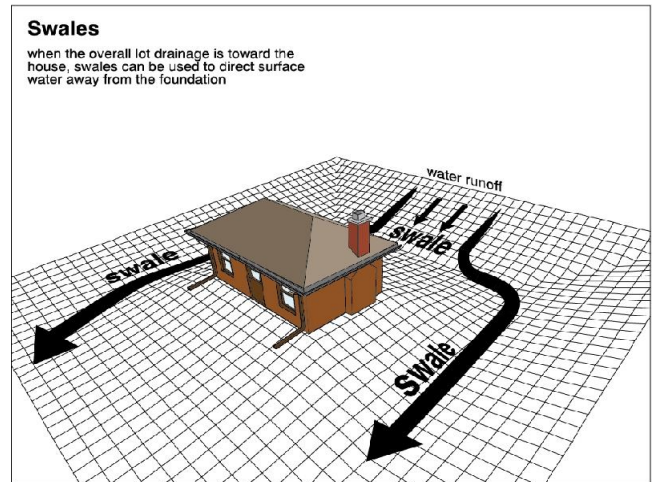 Swales
when the overall lot drainage is toward the
house, swales can be used to direct surface
water away from the foundation
water runoff
swale
swale
Swale